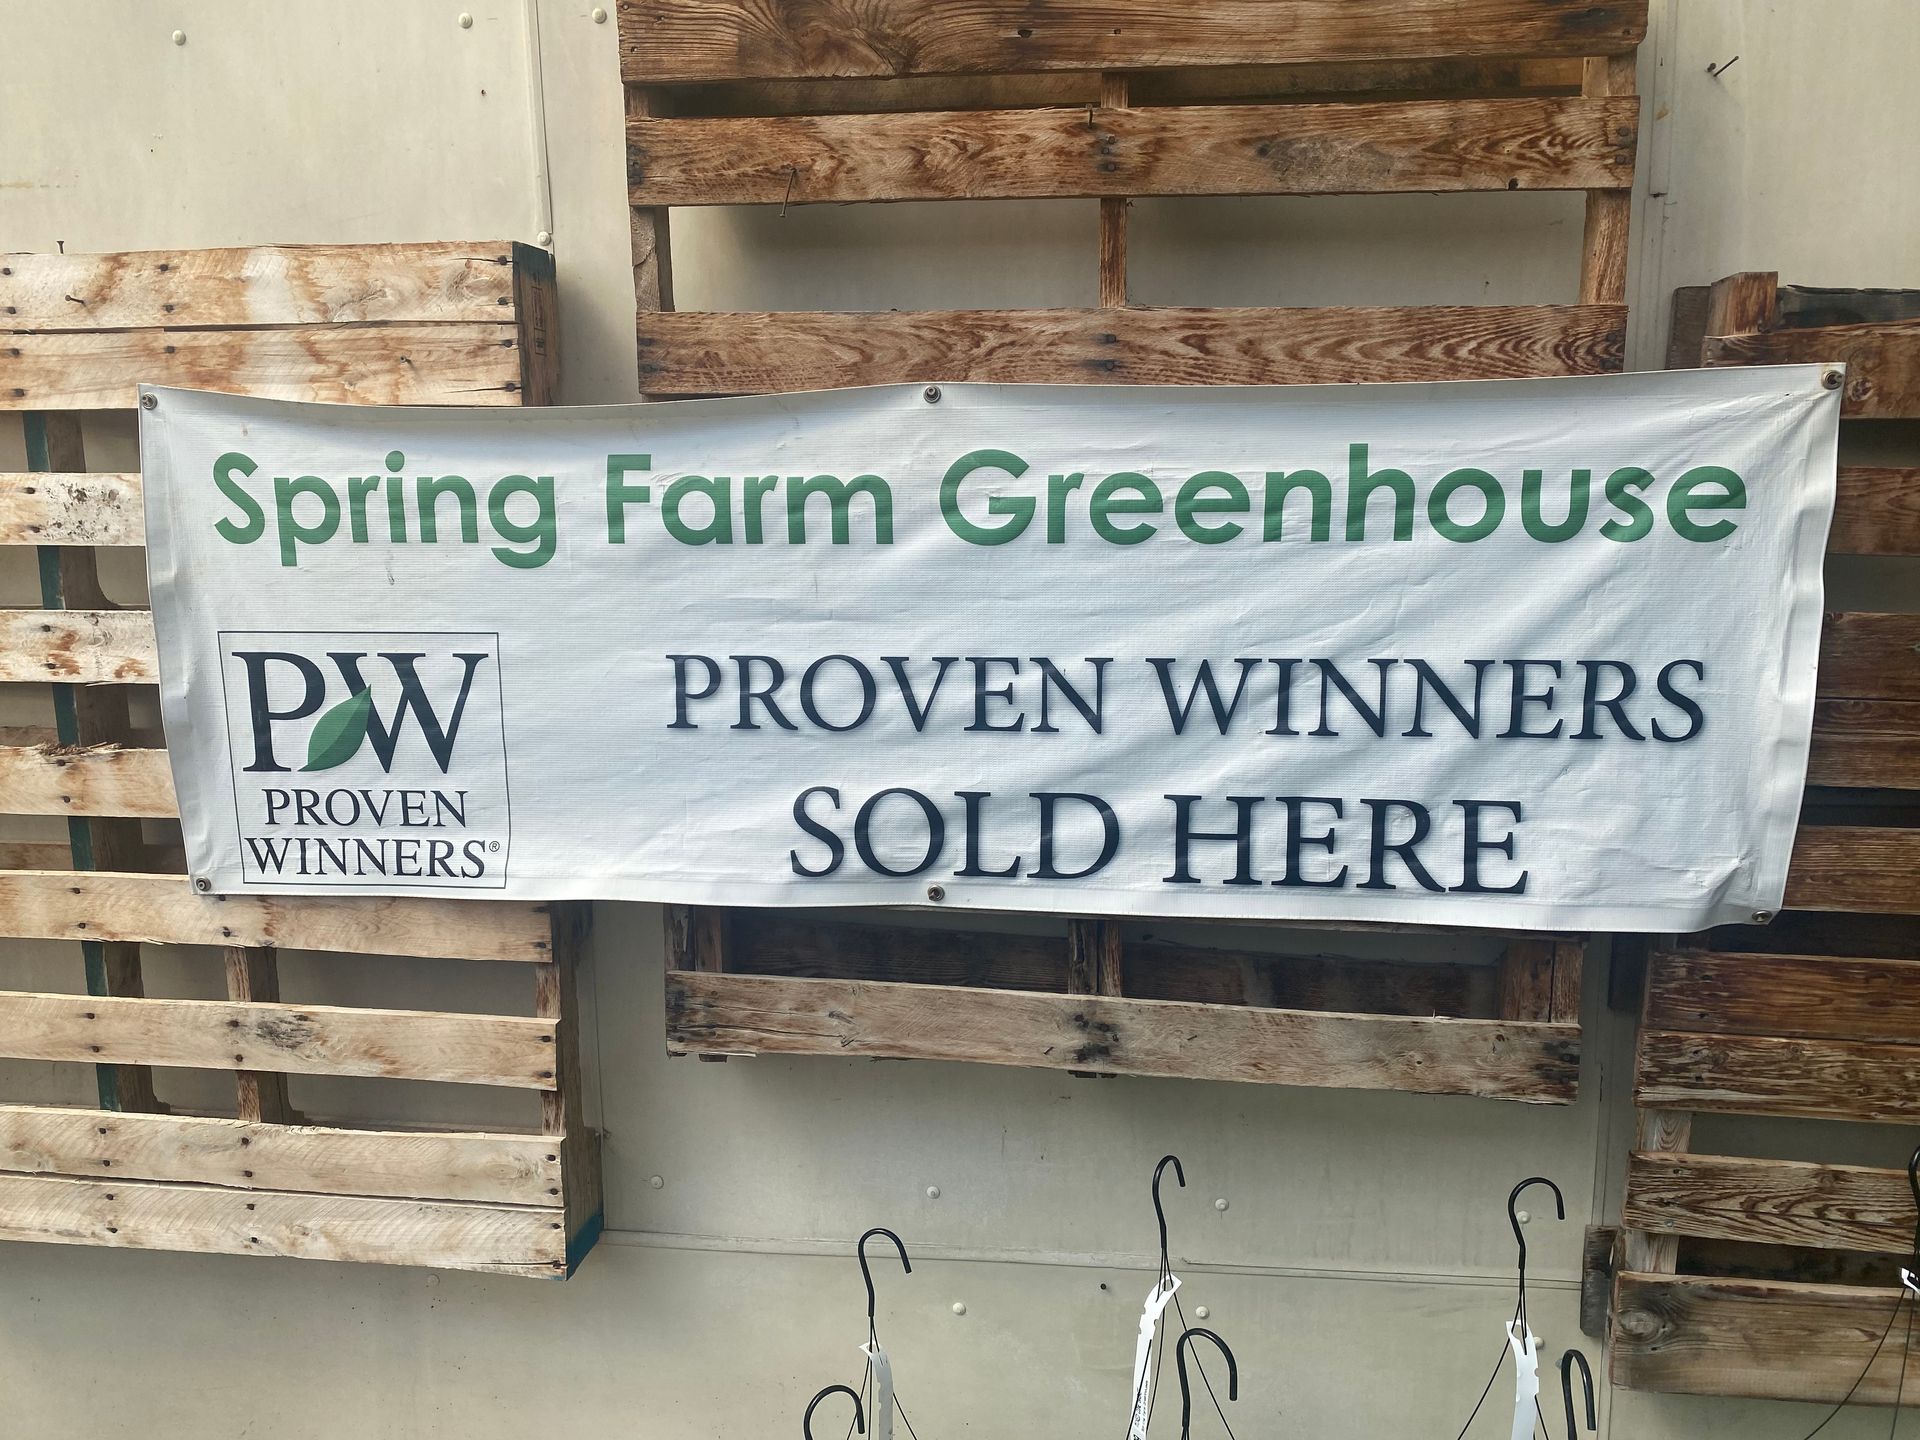 Spring Farm Greenhouse
PW
PROVEN
WINNERS®
PROVEN WINNERS
SOLD HERE